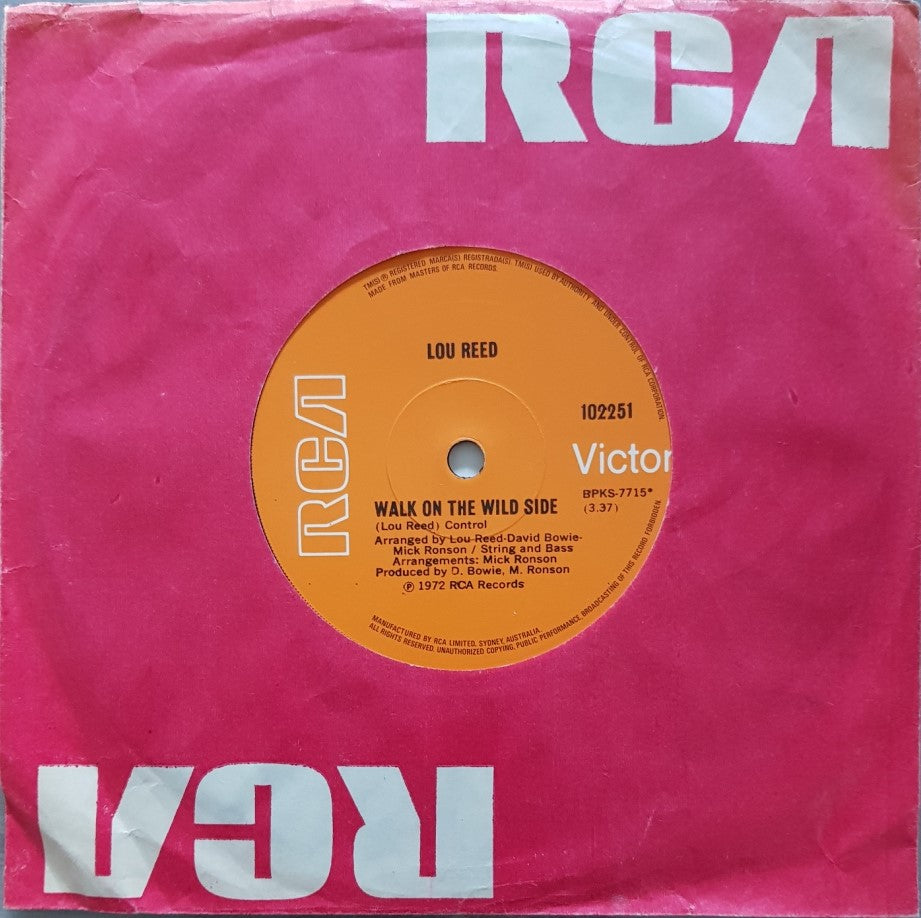 RCA
TM(S) ® REGISTERED MARCA(S) REGISTRADA(S). TM(S) USED BY AUTHORITY AND UNDER CONTROL OF RCA CORPORATION.
MADE FROM MASTERS OF RCA RECORDS.
LOU REED
RCA
102251
Victor
BPKS-7715*
(3.37)
WALK ON THE WILD SIDE
(Lou Reed) Control
Arranged by Lou Reed-David Bowie-
Mick Ronson / String and Bass
Arrangements: Mick Ronson
Produced by D. Bowie, M. Ronson
℗ 1972 RCA Records
MANUFACTURED BY RCA LIMITED, SYDNEY, AUSTRALIA.
ALL RIGHTS RESERVED. UNAUTHORIZED COPYING, PUBLIC PERFORMANCE, BROADCASTING OF THIS RECORD FORBIDDEN.
RCA